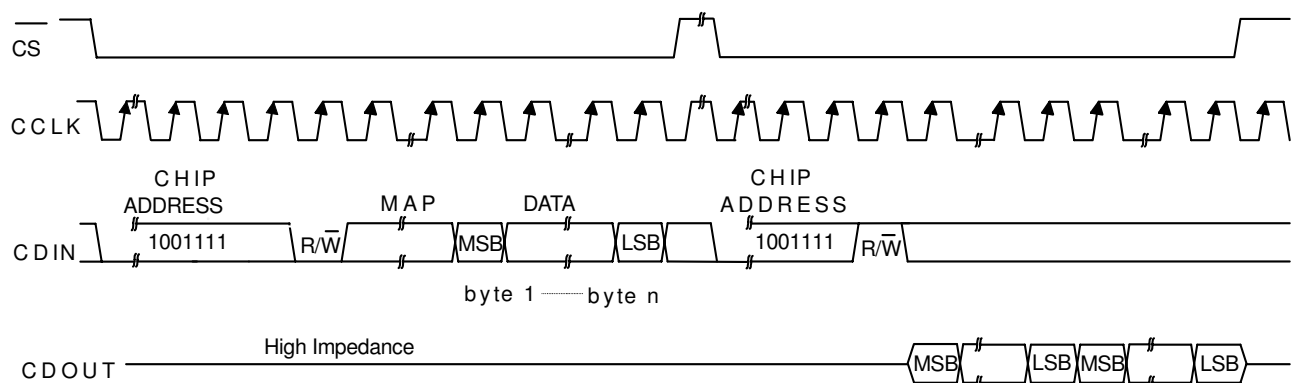 CS
CCLK
CHIP
ADDRESS
MAP
DATA
CHIP
ADDRESS
CDIN
1001111
R/W
MSB
LSB
1001111
R/W
byte 1
byte n
High Impedance
CDOUT
MSB
LSB
MSB
LSB